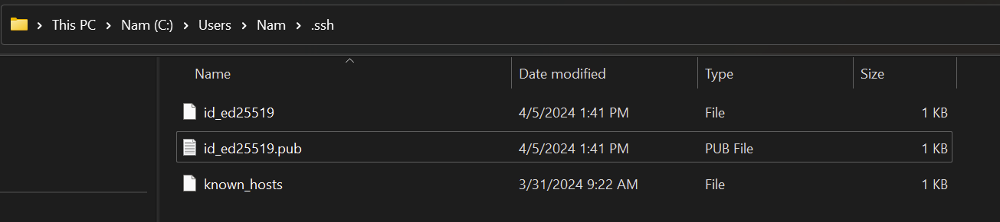 This PC > Nam (C:) > Users > Nam > .ssh
Name Date modified Type Size
id_ed25519 4/5/2024 1:41 PM File 1 KB
id_ed25519.pub 4/5/2024 1:41 PM PUB File 1 KB
known_hosts 3/31/2024 9:22 AM File 1 KB